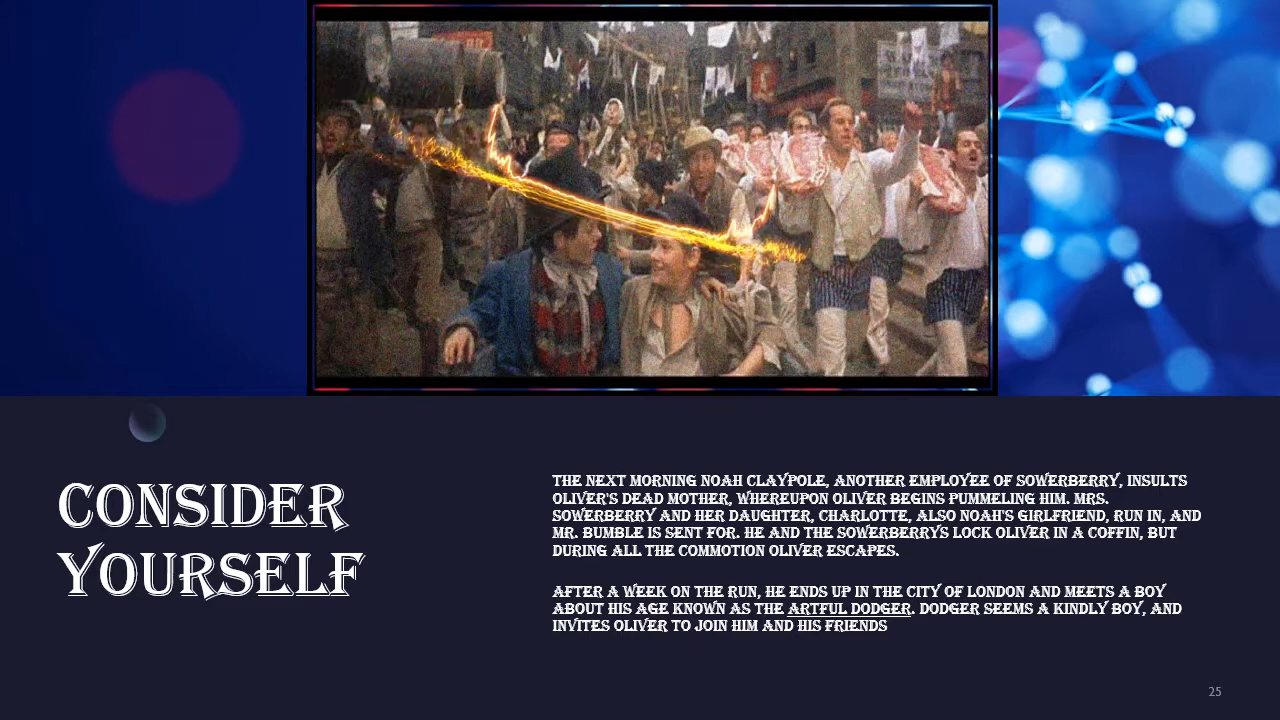 CONSIDER
YOURSELF
THE NEXT MORNING NOAH CLAYPOLE, ANOTHER EMPLOYEE OF SOWERBERRY, INSULTS
OLIVER'S DEAD MOTHER, WHEREUPON OLIVER BEGINS PUMMELING HIM. MRS.
SOWERBERRY AND HER DAUGHTER, CHARLOTTE, ALSO NOAH'S GIRLFRIEND, RUN IN, AND
MR. BUMBLE IS SENT FOR. HE AND THE SOWERBERRYS LOCK OLIVER IN A COFFIN, BUT
DURING ALL THE COMMOTION OLIVER ESCAPES.
AFTER A WEEK ON THE RUN, HE ENDS UP IN THE CITY OF LONDON AND MEETS A BOY
ABOUT HIS AGE KNOWN AS THE ARTFUL DODGER. DODGER SEEMS A KINDLY BOY, AND
INVITES OLIVER TO JOIN HIM AND HIS FRIENDS
25